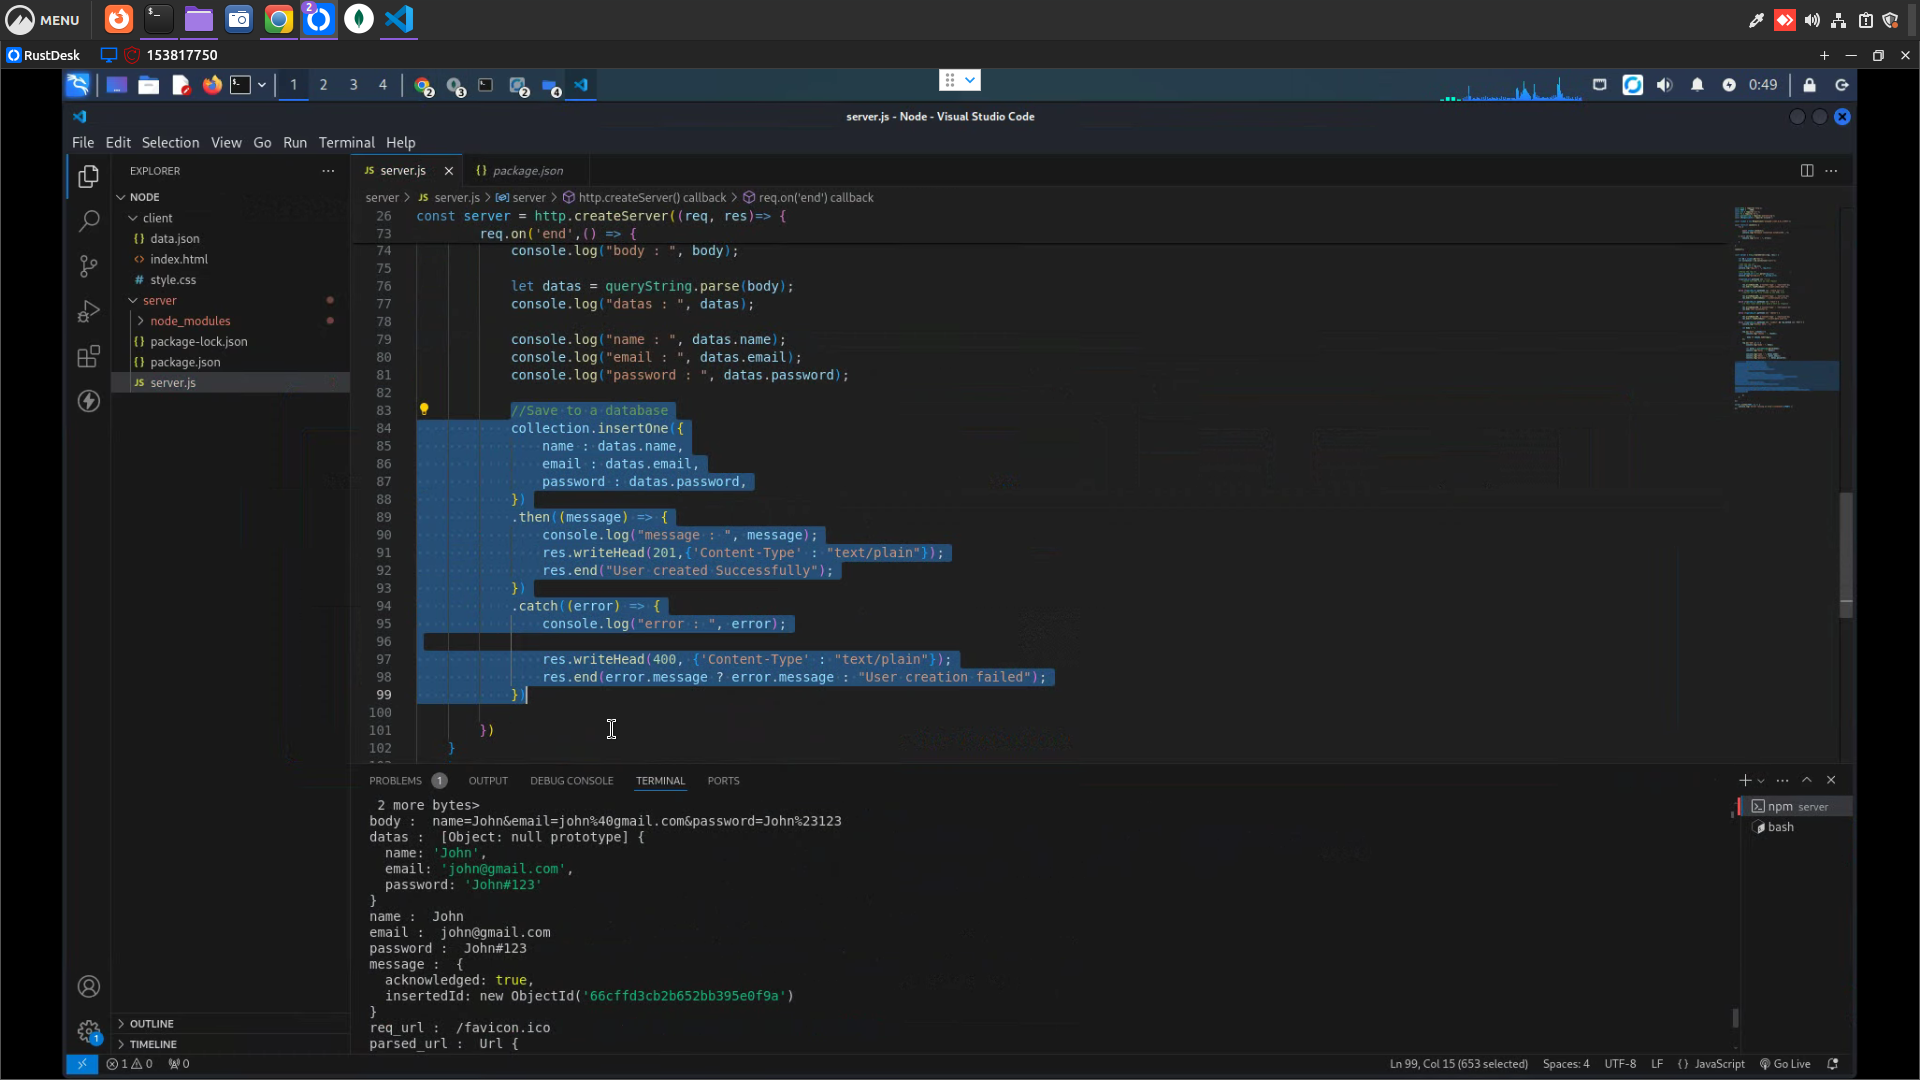 MENU
2
RustDesk
153817750
1
2
3
4
2
3
2
4
0:49
server.js - Node - Visual Studio Code
File Edit Selection View Go Run Terminal Help
EXPLORER
NODE
client
data.json
index.html
style.css
server
node_modules
package-lock.json
package.json
server.js
JS server.js
{} package.json
server > JS server.js > server > http.createServer() callback > req.on('end') callback
26 const server = http.createServer((req, res)=> {
73 req.on('end',() => {
74 console.log("body : ", body);
75
76 let datas = queryString.parse(body);
77 console.log("datas : ", datas);
78
79 console.log("name : ", datas.name);
80 console.log("email : ", datas.email);
81 console.log("password : ", datas.password);
82
83 //Save to a database
84 collection.insertOne({
85 name : datas.name,
86 email : datas.email,
87 password : datas.password,
88 })
89 .then((message) => {
90 console.log("message : ", message);
91 res.writeHead(201,{'Content-Type' : "text/plain"});
92 res.end("User created Successfully");
93 })
94 .catch((error) => {
95 console.log("error : ", error);
96
97 res.writeHead(400, {'Content-Type' : "text/plain"});
98 res.end(error.message ? error.message : "User creation failed");
99 })
100
101 })
102 }
PROBLEMS 1 OUTPUT DEBUG CONSOLE TERMINAL PORTS
2 more bytes>
body : name=John&email=john%40gmail.com&password=John%23123
datas : [Object: null prototype] {
name: 'John',
email: 'john@gmail.com',
password: 'John#123'
}
name : John
email : john@gmail.com
password : John#123
message : {
acknowledged: true,
insertedId: new ObjectId('66cffd3cb2b652bb395e0f9a')
}
req_url : /favicon.ico
parsed_url : Url {
npm server
bash
OUTLINE
TIMELINE
1
1 0 0
Ln 99, Col 15 (653 selected) Spaces: 4 UTF-8 LF {} JavaScript Go Live